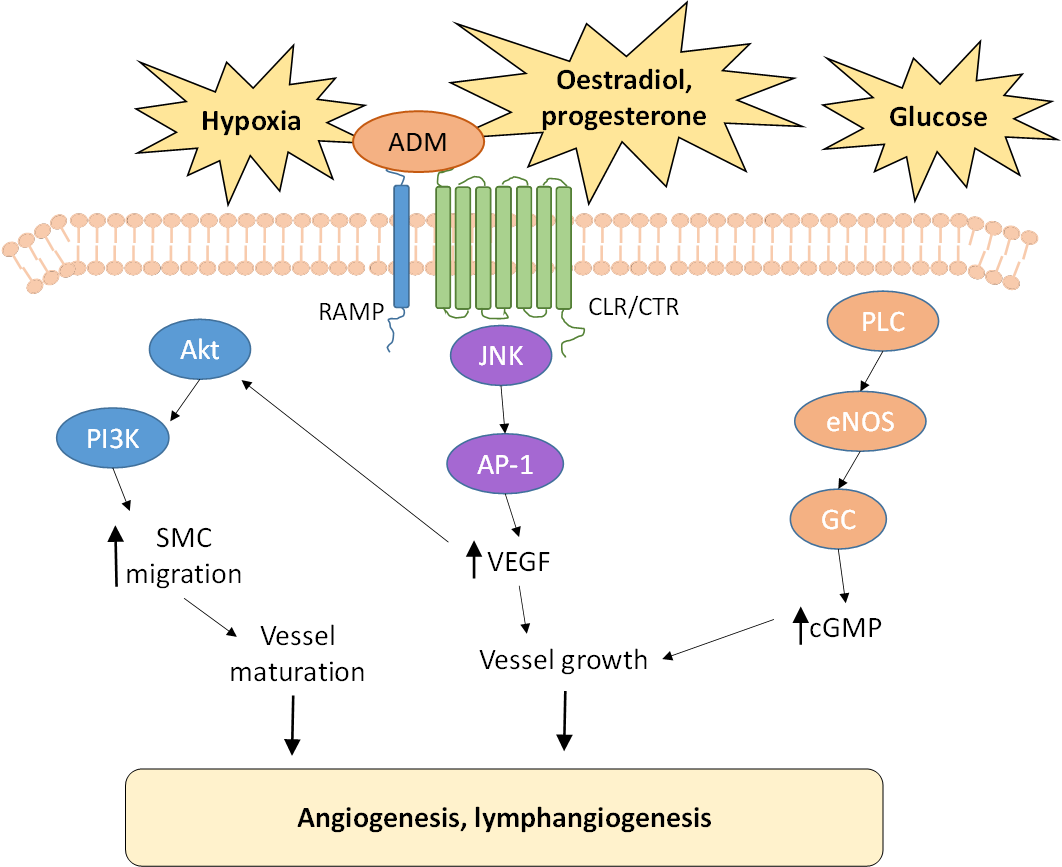 Hypoxia
ADM
Oestradiol,
progesterone
Glucose
RAMP
CLR/CTR
Akt
JNK
PLC
PI3K
AP-1
eNOS
GC
SMC
migration
VEGF
cGMP
Vessel
maturation
Vessel growth
Angiogenesis, lymphangiogenesis